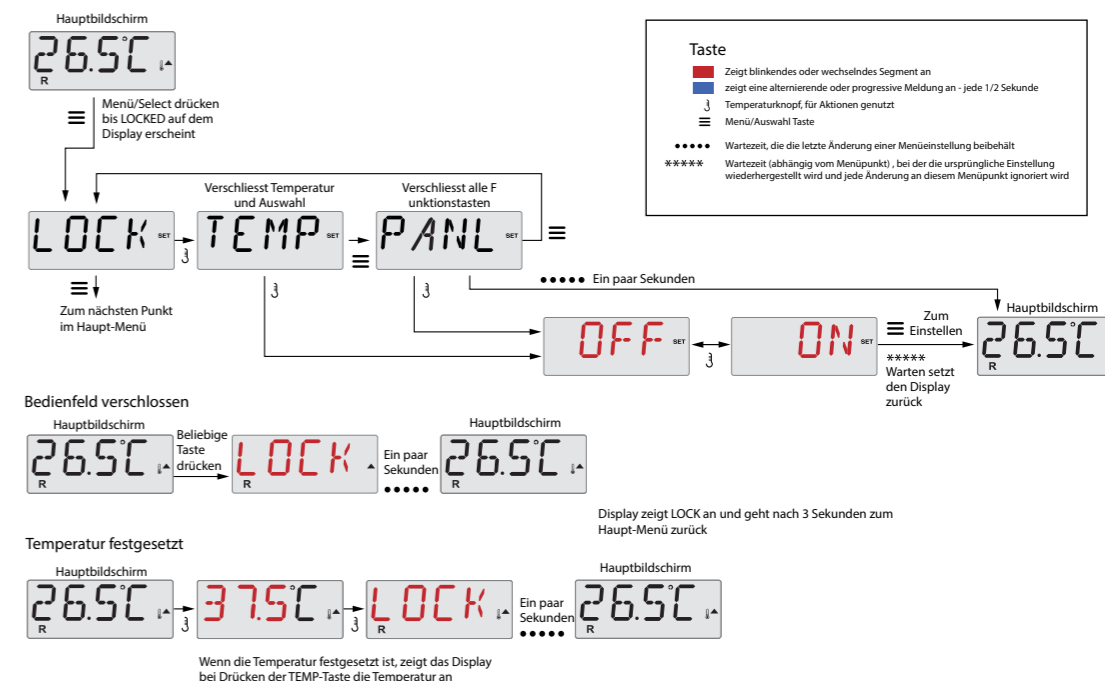 Hauptbildschirm
26.5°C
R
Menü/Select drücken
bis LOCKED auf dem
Display erscheint
Taste
Zeigt blinkendes oder wechselndes Segment an
zeigt eine alternierende oder progressive Meldung an - jede 1/2 Sekunde
Temperaturknopf, für Aktionen genutzt
Menü/Auswahl Taste
••••• Wartezeit, die die letzte Änderung einer Menüeinstellung beibehält
***** Wartezeit (abhängig vom Menüpunkt) , bei der die ursprüngliche Einstellung
wiederhergestellt wird und jede Änderung an diesem Menüpunkt ignoriert wird
Verschliesst Temperatur
und Auswahl
Verschliesst alle F
unktionstasten
LOCK SET
TEMP SET
PANL SET
Zum nächsten Punkt
im Haupt-Menü
••••• Ein paar Sekunden
OFF SET
ON SET
Zum
Einstellen
*****
Warten setzt
den Display
zurück
Hauptbildschirm
26.5°C
R
Bedienfeld verschlossen
Hauptbildschirm
26.5°C
R
Beliebige
Taste
drücken
LOCK
R
Ein paar
Sekunden
•••••
Hauptbildschirm
26.5°C
R
Display zeigt LOCK an und geht nach 3 Sekunden zum
Haupt-Menü zurück
Temperatur festgesetzt
Hauptbildschirm
26.5°C
R
37.5°C
LOCK
R
Ein paar
Sekunden
•••••
Hauptbildschirm
26.5°C
R
Wenn die Temperatur festgesetzt ist, zeigt das Display
bei Drücken der TEMP-Taste die Temperatur an